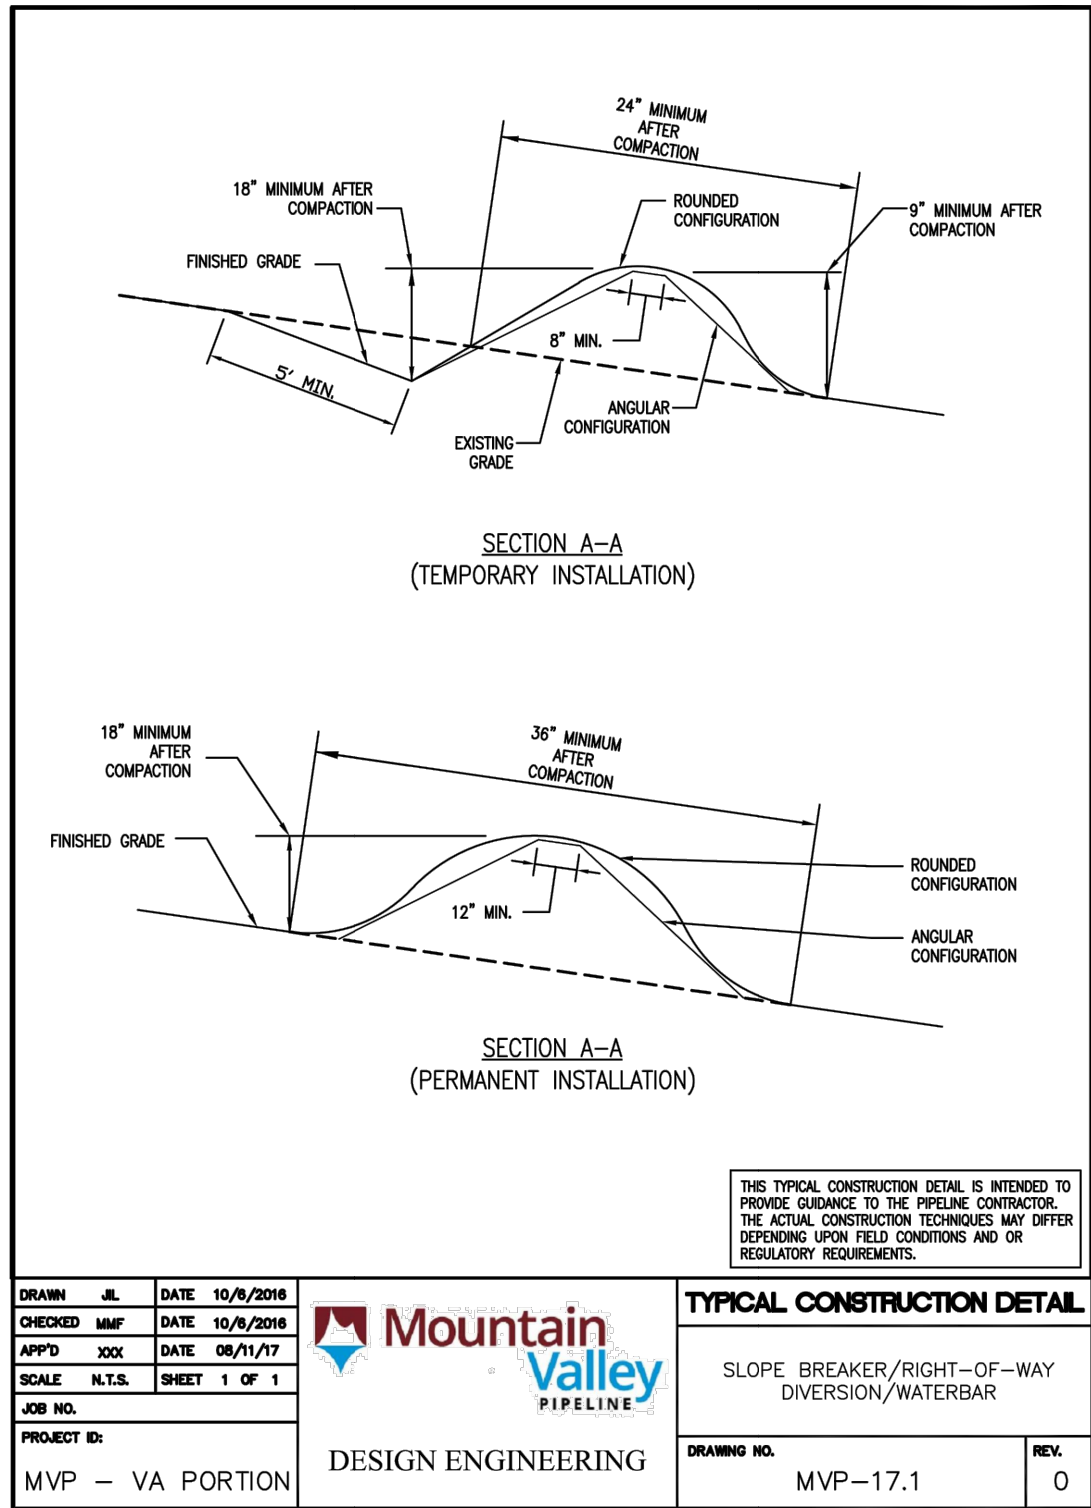 24" MINIMUM
AFTER
COMPACTION
18" MINIMUM AFTER
COMPACTION
ROUNDED
CONFIGURATION
9" MINIMUM AFTER
COMPACTION
FINISHED GRADE
8" MIN.
5' MIN.
ANGULAR
CONFIGURATION
EXISTING
GRADE
SECTION A-A
(TEMPORARY INSTALLATION)
18" MINIMUM
AFTER
COMPACTION
36" MINIMUM
AFTER
COMPACTION
FINISHED GRADE
ROUNDED
CONFIGURATION
12" MIN.
ANGULAR
CONFIGURATION
SECTION A-A
(PERMANENT INSTALLATION)
THIS TYPICAL CONSTRUCTION DETAIL IS INTENDED TO
PROVIDE GUIDANCE TO THE PIPELINE CONTRACTOR.
THE ACTUAL CONSTRUCTION TECHNIQUES MAY DIFFER
DEPENDING UPON FIELD CONDITIONS AND OR
REGULATORY REQUIREMENTS.
DRAWN JIL DATE 10/6/2016
CHECKED MMF DATE 10/6/2016
APP'D XXX DATE 08/11/17
SCALE N.T.S. SHEET 1 OF 1
JOB NO.
PROJECT ID:
MVP - VA PORTION
Mountain
Valley
PIPELINE
DESIGN ENGINEERING
TYPICAL CONSTRUCTION DETAIL
SLOPE BREAKER/RIGHT-OF-WAY
DIVERSION/WATERBAR
DRAWING NO.
MVP-17.1
REV.
0